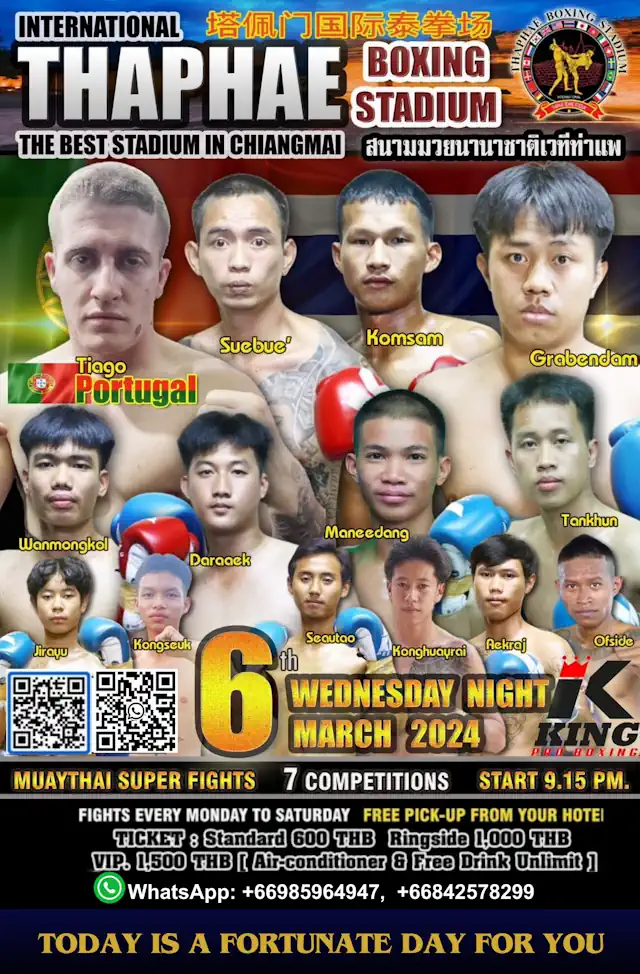 INTERNATIONAL 塔佩门国际泰拳场
THAPHAE BOXING STADIUM
THE BEST STADIUM IN CHIANGMAI
สนามมวยนานาชาติเวทีท่าแพ
THAPHAE BOXING STADIUM
INTERNATIONAL
Tiago
Portugal
Suebue'
Komsam
Grabendam
Wanmongkol
Daraaek
Maneedang
Tankhun
Jirayu
Kongseuk
Seautao
Konghuayrai
Aekraj
Ofside
6th WEDNESDAY NIGHT
MARCH 2024
K
KING
PRO BOXING
MUAYTHAI SUPER FIGHTS 7 COMPETITIONS START 9.15 PM.
FIGHTS EVERY MONDAY TO SATURDAY FREE PICK-UP FROM YOUR HOTEl
TICKET : Standard 600 THB Ringside 1,000 THB
VIP. 1,500 THB [ Air-conditioner & Free Drink Unlimit ]
WhatsApp: +66985964947, +66842578299
TODAY IS A FORTUNATE DAY FOR YOU